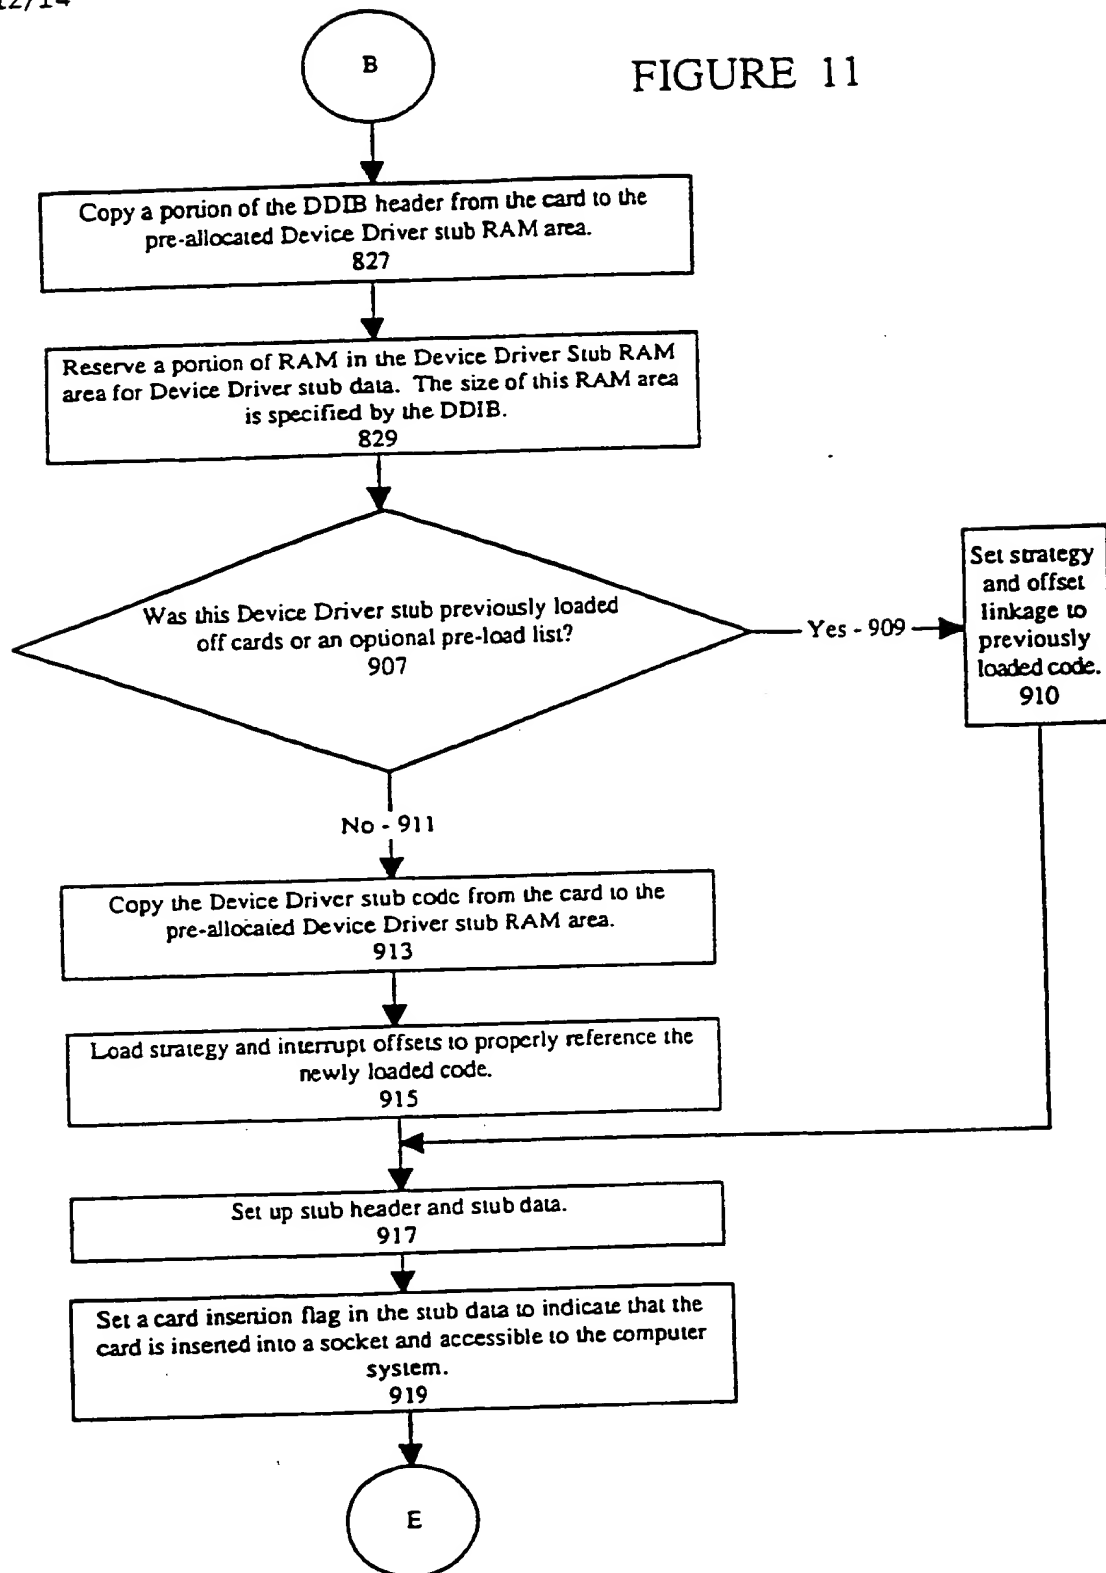 12/14
FIGURE 11
B
Copy a portion of the DDIB header from the card to the
pre-allocated Device Driver stub RAM area.
827
Reserve a portion of RAM in the Device Driver Stub RAM
area for Device Driver stub data. The size of this RAM area
is specified by the DDIB.
829
Was this Device Driver stub previously loaded
off cards or an optional pre-load list?
907
Yes - 909
Set strategy
and offset
linkage to
previously
loaded code.
910
No - 911
Copy the Device Driver stub code from the card to the
pre-allocated Device Driver stub RAM area.
913
Load strategy and interrupt offsets to properly reference the
newly loaded code.
915
Set up stub header and stub data.
917
Set a card insertion flag in the stub data to indicate that the
card is inserted into a socket and accessible to the computer
system.
919
E